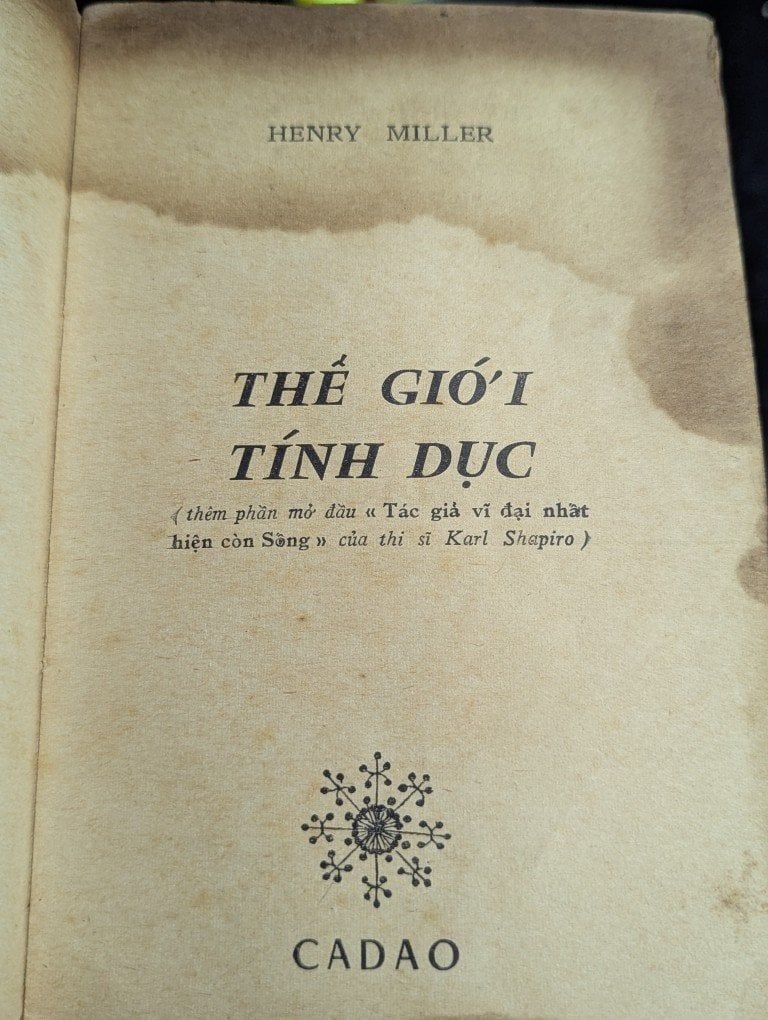 HENRY MILLER
THẾ GIỚI
TÍNH DỤC
(thêm phần mở đầu « Tác giả vĩ đại nhất
hiện còn Sống » của thi sĩ Karl Shapiro)
CADAO